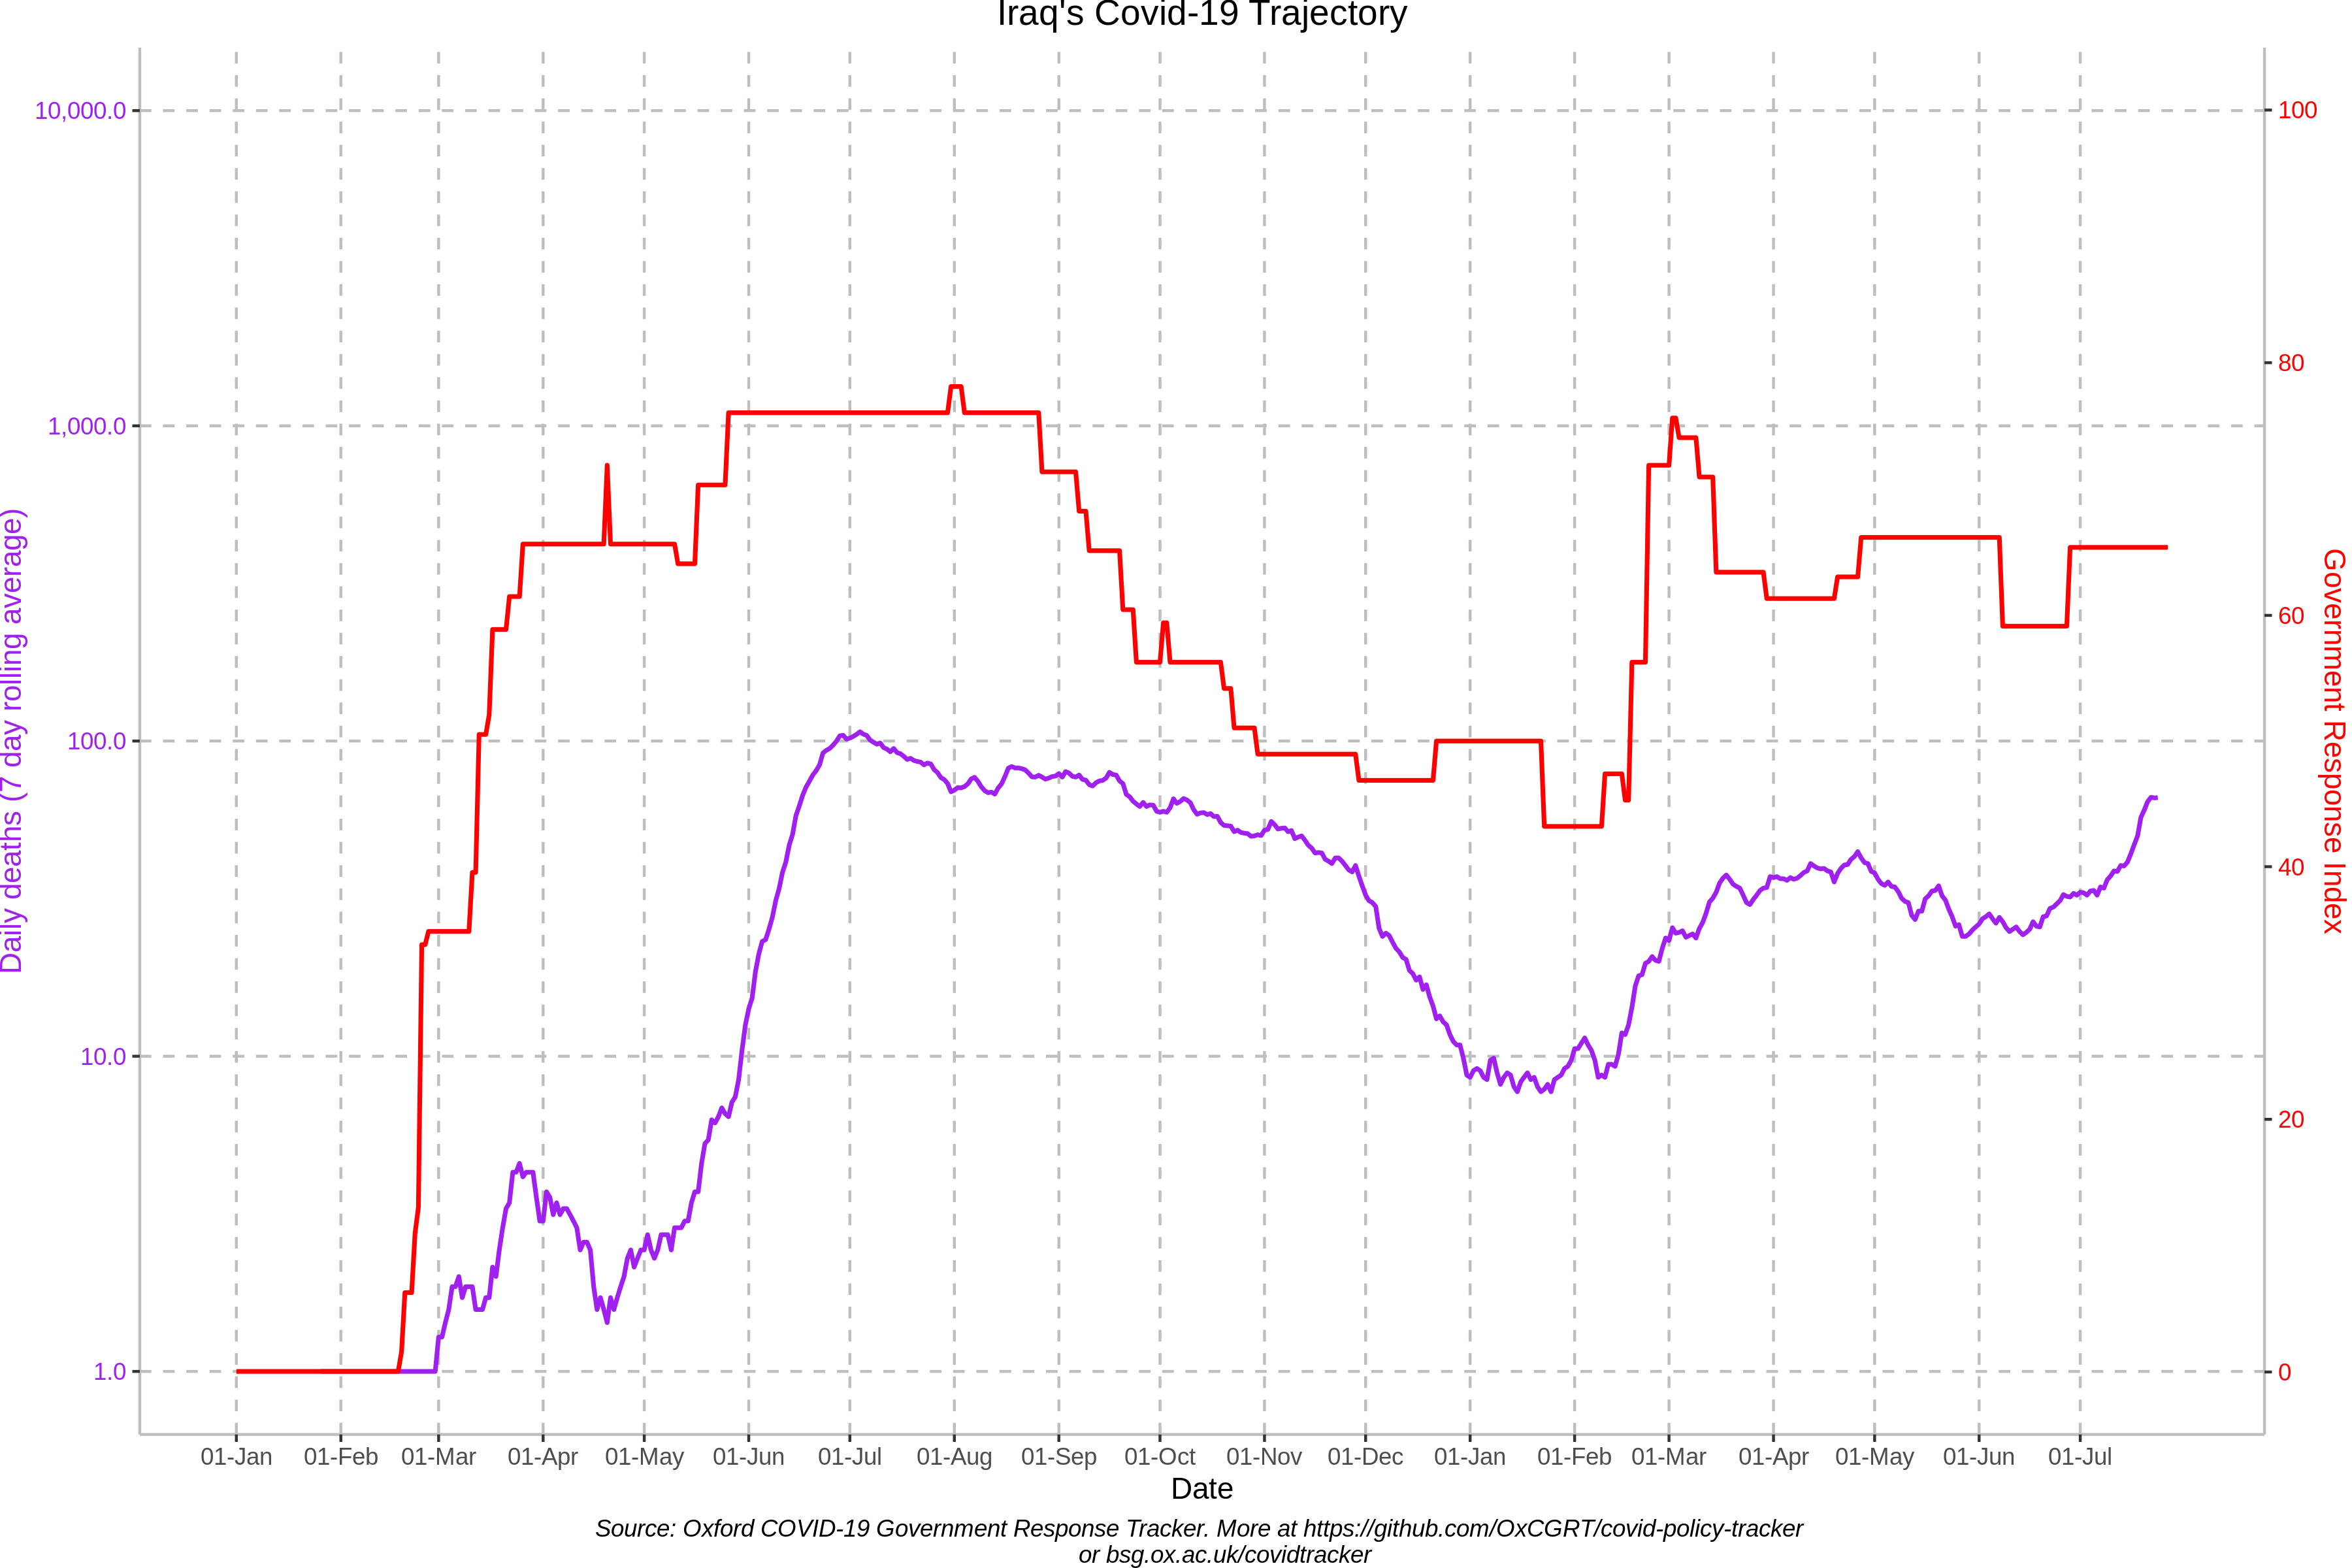 Iraq's Covid-19 Trajectory
10,000.0
1,000.0
100.0
10.0
1.0
Daily deaths (7 day rolling average)
100
80
60
40
20
0
Government Response Index
01-Jan 01-Feb 01-Mar 01-Apr 01-May 01-Jun 01-Jul 01-Aug 01-Sep 01-Oct 01-Nov 01-Dec 01-Jan 01-Feb 01-Mar 01-Apr 01-May 01-Jun 01-Jul
Date
Source: Oxford COVID-19 Government Response Tracker. More at https://github.com/OxCGRT/covid-policy-tracker
or bsg.ox.ac.uk/covidtracker